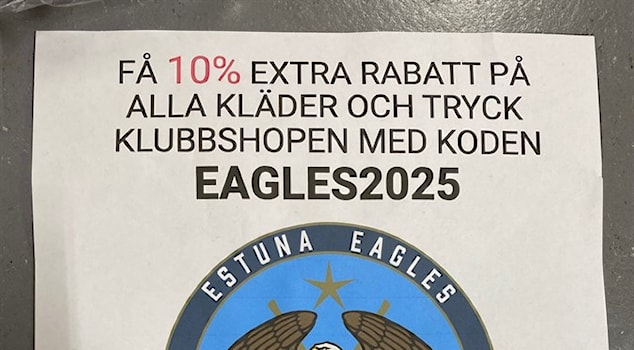 FÅ 10% EXTRA RABATT PÅ
ALLA KLÄDER OCH TRYCK
KLUBBSHOPEN MED KODEN
EAGLES2025
ESTUNA EAGLES